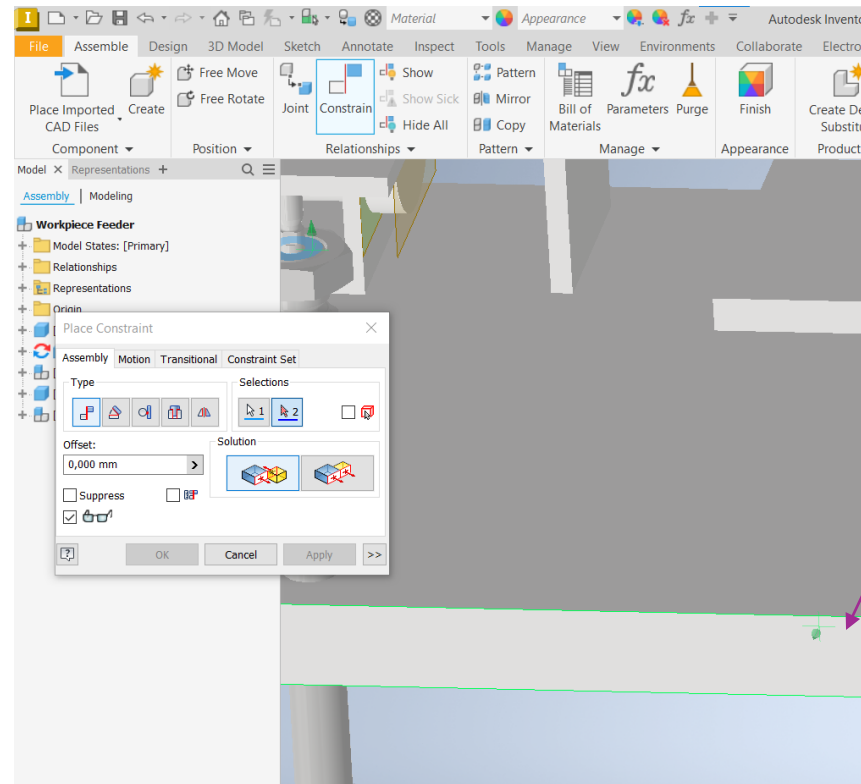 I Material Appearance fx Autodesk Invento
File Assemble Design 3D Model Sketch Annotate Inspect Tools Manage View Environments Collaborate Electro
Free Move Show Pattern
Free Rotate Show Sick Mirror
Hide All Copy
Place Imported CAD Files Create Joint Constrain Bill of Materials fx Parameters Purge Finish Create De Substitu
Component Position Relationships Pattern Manage Appearance Product
Model Representations +
Assembly | Modeling
Workpiece Feeder
Model States: [Primary]
Relationships
Representations
Origin
Place Constraint
Assembly Motion Transitional Constraint Set
Type Selections
1 2
Offset: Solution
0,000 mm
Suppress
? OK Cancel Apply >>